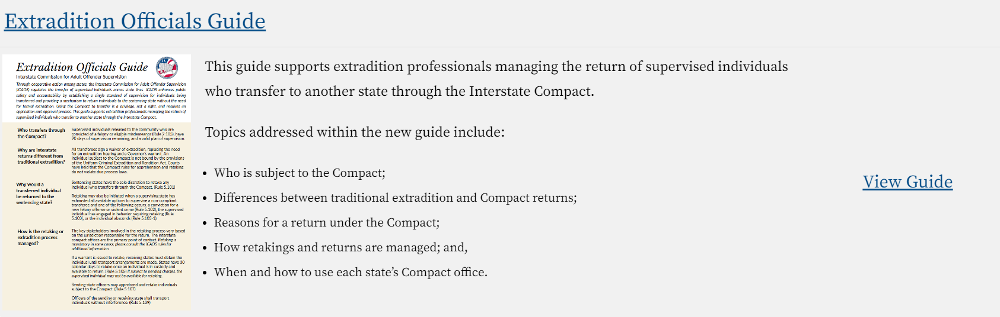 Extradition Officials Guide
Extradition Officials Guide
Interstate Commission for Adult Offender Supervision
Through cooperative action among states, the Interstate Commission for Adult Offender Supervision
(ICAOS) regulates the transfer of supervised individuals across state lines. ICAOS enhances public
safety and accountability by establishing a single standard of supervision for individuals being
transferred and providing a mechanism to return individuals to the sentencing state without the need
for formal extradition. Using the Compact to transfer is a privilege, not a right, and requires an
application and approval process. This guide supports extradition professionals managing the return of
supervised individuals who transfer to another state through the Interstate Compact.
Who transfers through
the Compact?
Supervised individuals released to the community who are
convicted of a felony or eligible misdemeanor (Rule 2.105), have
90 days of supervision remaining, and a valid plan of supervision.
Why are interstate
returns different from
traditional extradition?
All transferees sign a waiver of extradition, replacing the need
for an extradition hearing and a Governor's warrant. An
individual subject to the Compact is not bound by the provisions
of the Uniform Criminal Extradition and Rendition Act. Courts
have held that the Compact rules for apprehension and retaking
do not violate due process laws.
Why would a
transferred individual
be returned to the
sentencing state?
Sentencing states have the sole discretion to retake any
individual who transfers through the Compact. (Rule 5.101)
Retaking may also be initiated when a supervising state has
exhausted all available options to supervise a non-compliant
transferee and one of the following occurs: a conviction for a
new felony offense or violent crime (Rule 5.102), the supervised
individual has engaged in behavior requiring retaking (Rule
5.103), or the individual absconds (Rule 5.103-1).
How is the retaking or
extradition process
managed?
The key stakeholders involved in the retaking process vary based
on the jurisdiction responsible for the return. The interstate
compact offices are the primary point of contact. Retaking is
mandatory in some cases; please consult the ICAOS rules for
additional information.
If a warrant is issued to retake, receiving states must detain the
individual until transport arrangements are made. States have 30
calendar days to retake once an individual is in custody and
available to return. (Rule 5.105) If subject to pending charges, the
supervised individual may not be available for retaking.
Sending state officers may apprehend and retake individuals
subject to the Compact. (Rule 5.107)
Officers of the sending or receiving state shall transport
individuals without interference. (Rule 5.109)
This guide supports extradition professionals managing the return of supervised individuals
who transfer to another state through the Interstate Compact.
Topics addressed within the new guide include:
• Who is subject to the Compact;
• Differences between traditional extradition and Compact returns;
• Reasons for a return under the Compact;
• How retakings and returns are managed; and,
• When and how to use each state’s Compact office.
View Guide